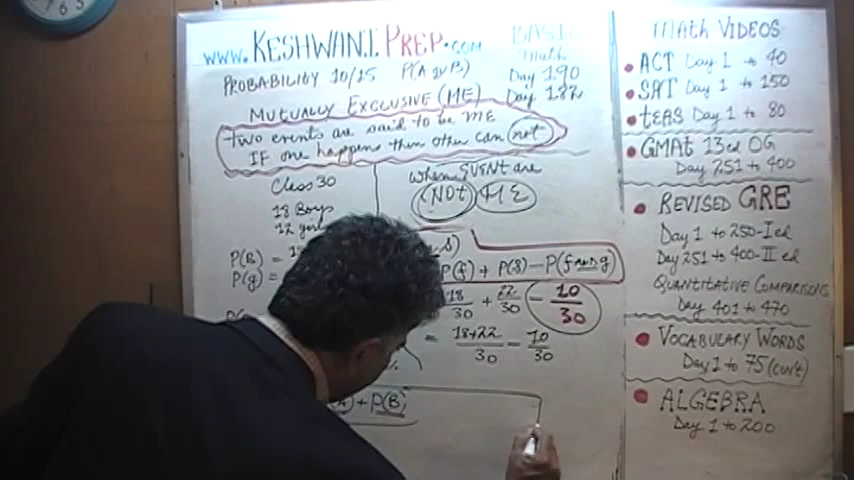 www.KESHWANIPREP.com
BASIC
Math
PROBABILITY 10/15 P(A or B)
Day 190
Day 182
MUTUALLY EXCLUSIVE (ME)
two events are said to be ME
IF one happens then other can not
Class 30
18 Boys
12
P(B) =
P(g) =
when EVENT are
(NOt ME
P(f) + P(S) - P(f and g)
18/30 + 22/30 - 10/30
= 18+22/30 - 10/30
+ P(B)
Math VIDEOS
ACT Day 1 to 40
SAT Day 1 to 150
tEAS Day 1 to 80
GMAt 13ed OG
Day 251 to 400
REVISED GRE
Day 1 to 250-I ed
Day 251 to 400-II ed
QUANTITATIVE COMPARISONS
Day 401 to 470
VOCABULARY WORDS
Day 1 to 75 (con't)
ALGEBRA
Day 1 to 200